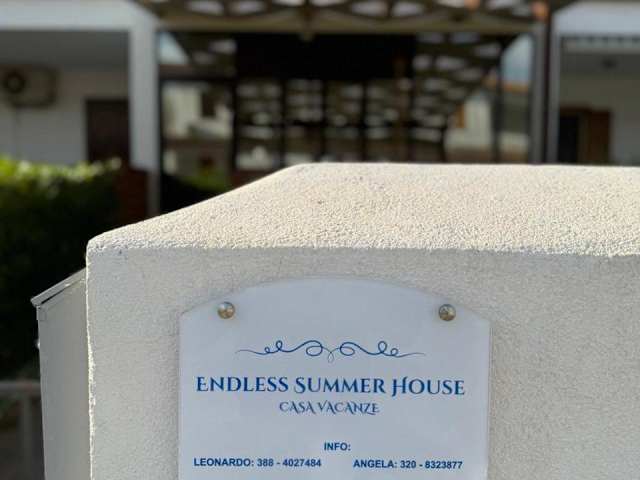 Endless Summer House
Casa Vacanze
INFO:
LEONARDO: 388 - 4027484 ANGELA: 320 - 8323877